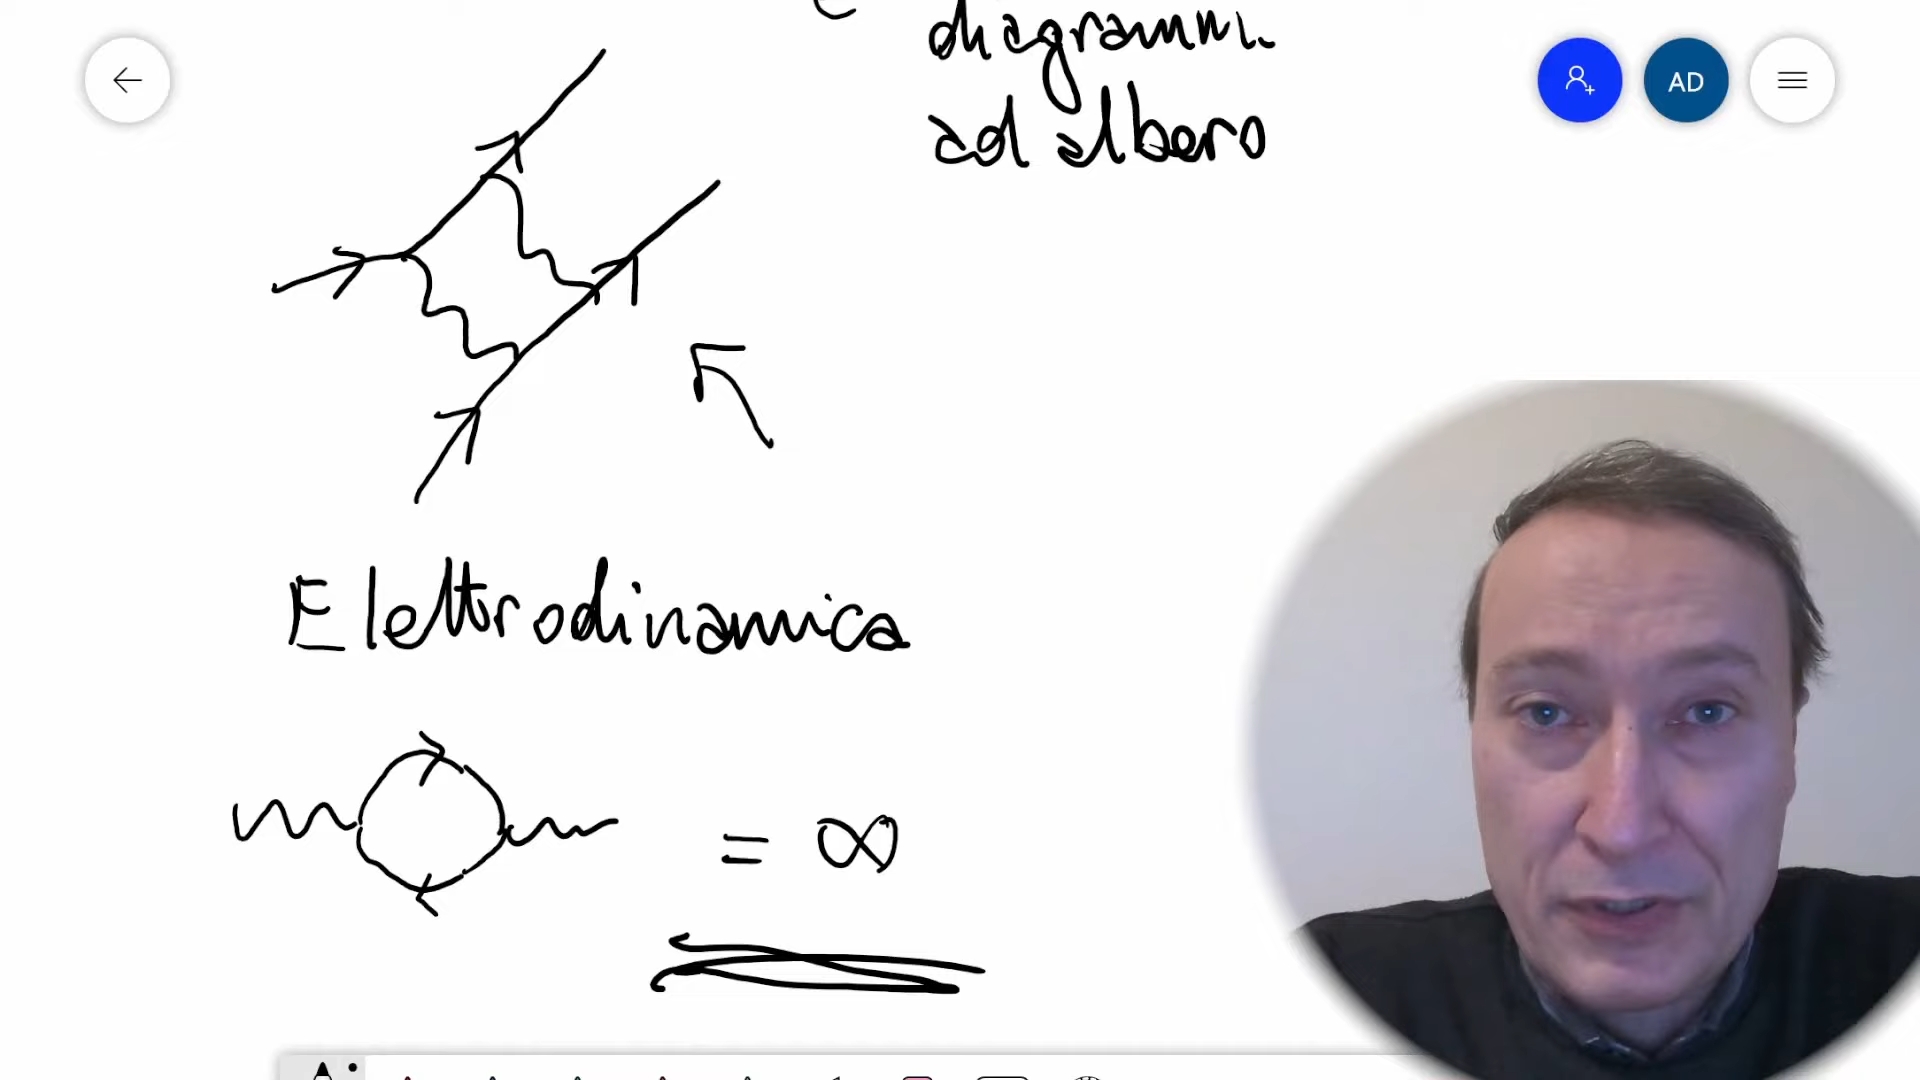 diagrammi
ad albero
AD
Elettrodinamica
= ∞